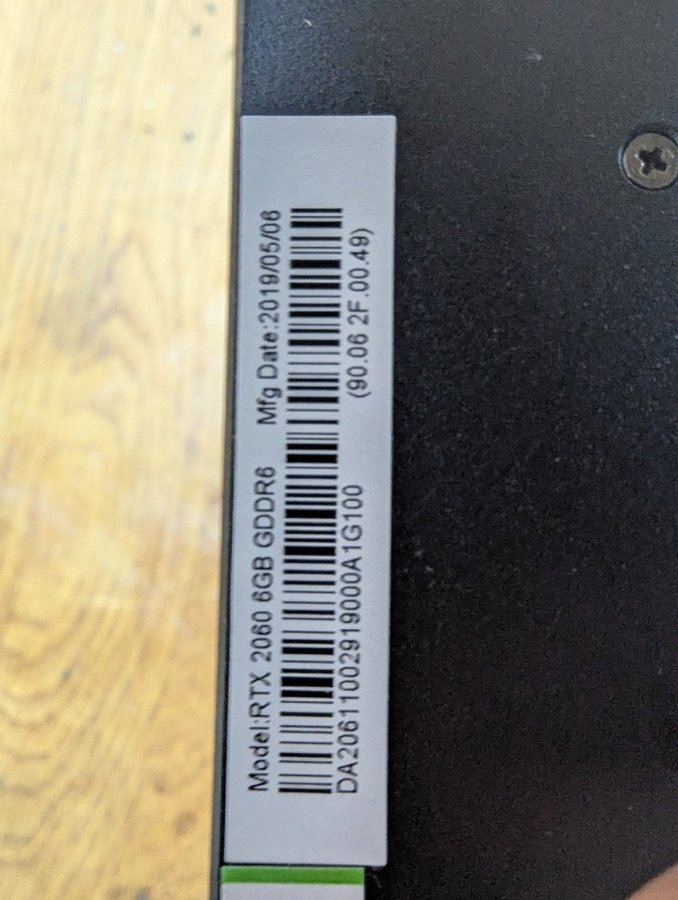 Model:RTX 2060 6GB GDDR6 Mfg Date:2019/05/06
DA20611002919000A1G100 (90.06 2F.00.49)